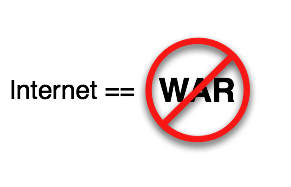 Internet == WAR